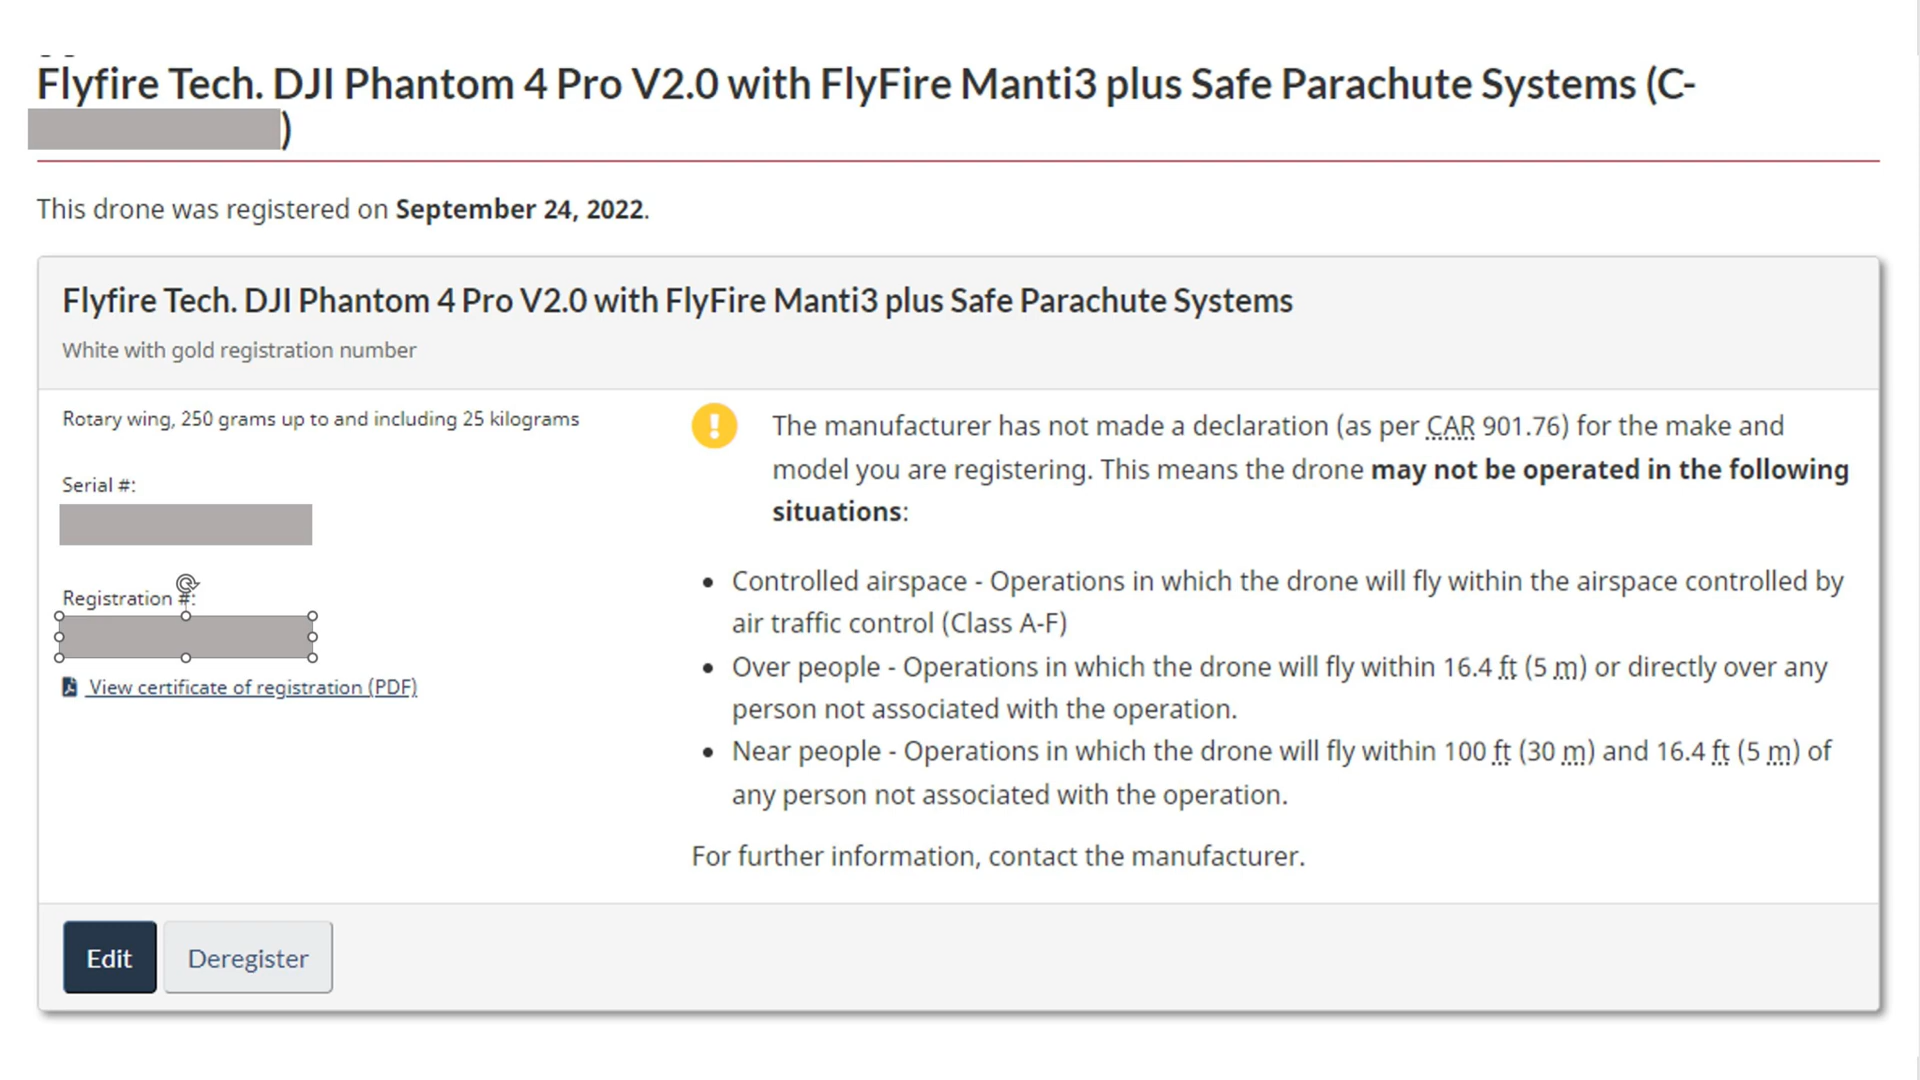 Flyfire Tech. DJI Phantom 4 Pro V2.0 with FlyFire Manti3 plus Safe Parachute Systems (C-
)
This drone was registered on September 24, 2022.
Flyfire Tech. DJI Phantom 4 Pro V2.0 with FlyFire Manti3 plus Safe Parachute Systems
White with gold registration number
Rotary wing, 250 grams up to and including 25 kilograms
Serial #:
Registration #:
View certificate of registration (PDF)
The manufacturer has not made a declaration (as per CAR 901.76) for the make and
model you are registering. This means the drone may not be operated in the following
situations:
• Controlled airspace - Operations in which the drone will fly within the airspace controlled by
air traffic control (Class A-F)
• Over people - Operations in which the drone will fly within 16.4 ft (5 m) or directly over any
person not associated with the operation.
• Near people - Operations in which the drone will fly within 100 ft (30 m) and 16.4 ft (5 m) of
any person not associated with the operation.
For further information, contact the manufacturer.
Edit
Deregister